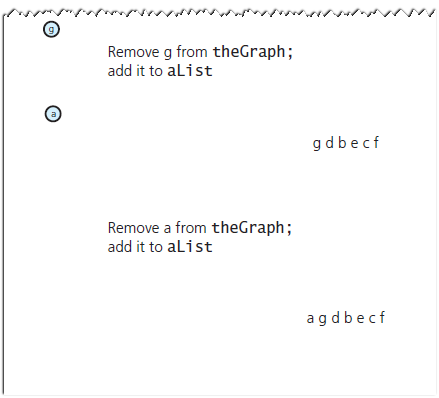 g
Remove g from theGraph;
add it to aList
a
g d b e c f
Remove a from theGraph;
add it to aList
a g d b e c f